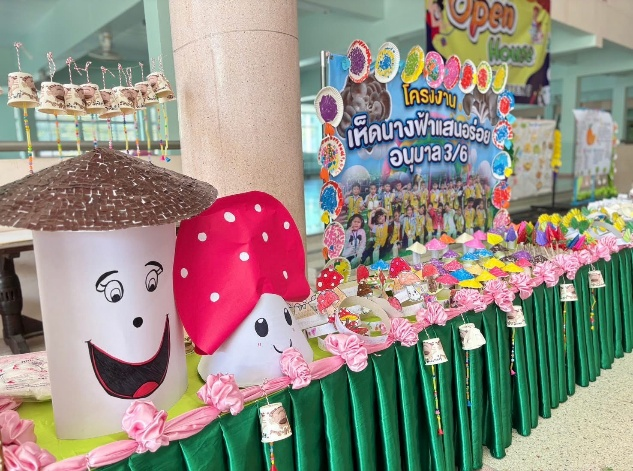 Open
House
โครงงาน
เห็ดนางฟ้าแสนอร่อย
อนุบาล 3/6